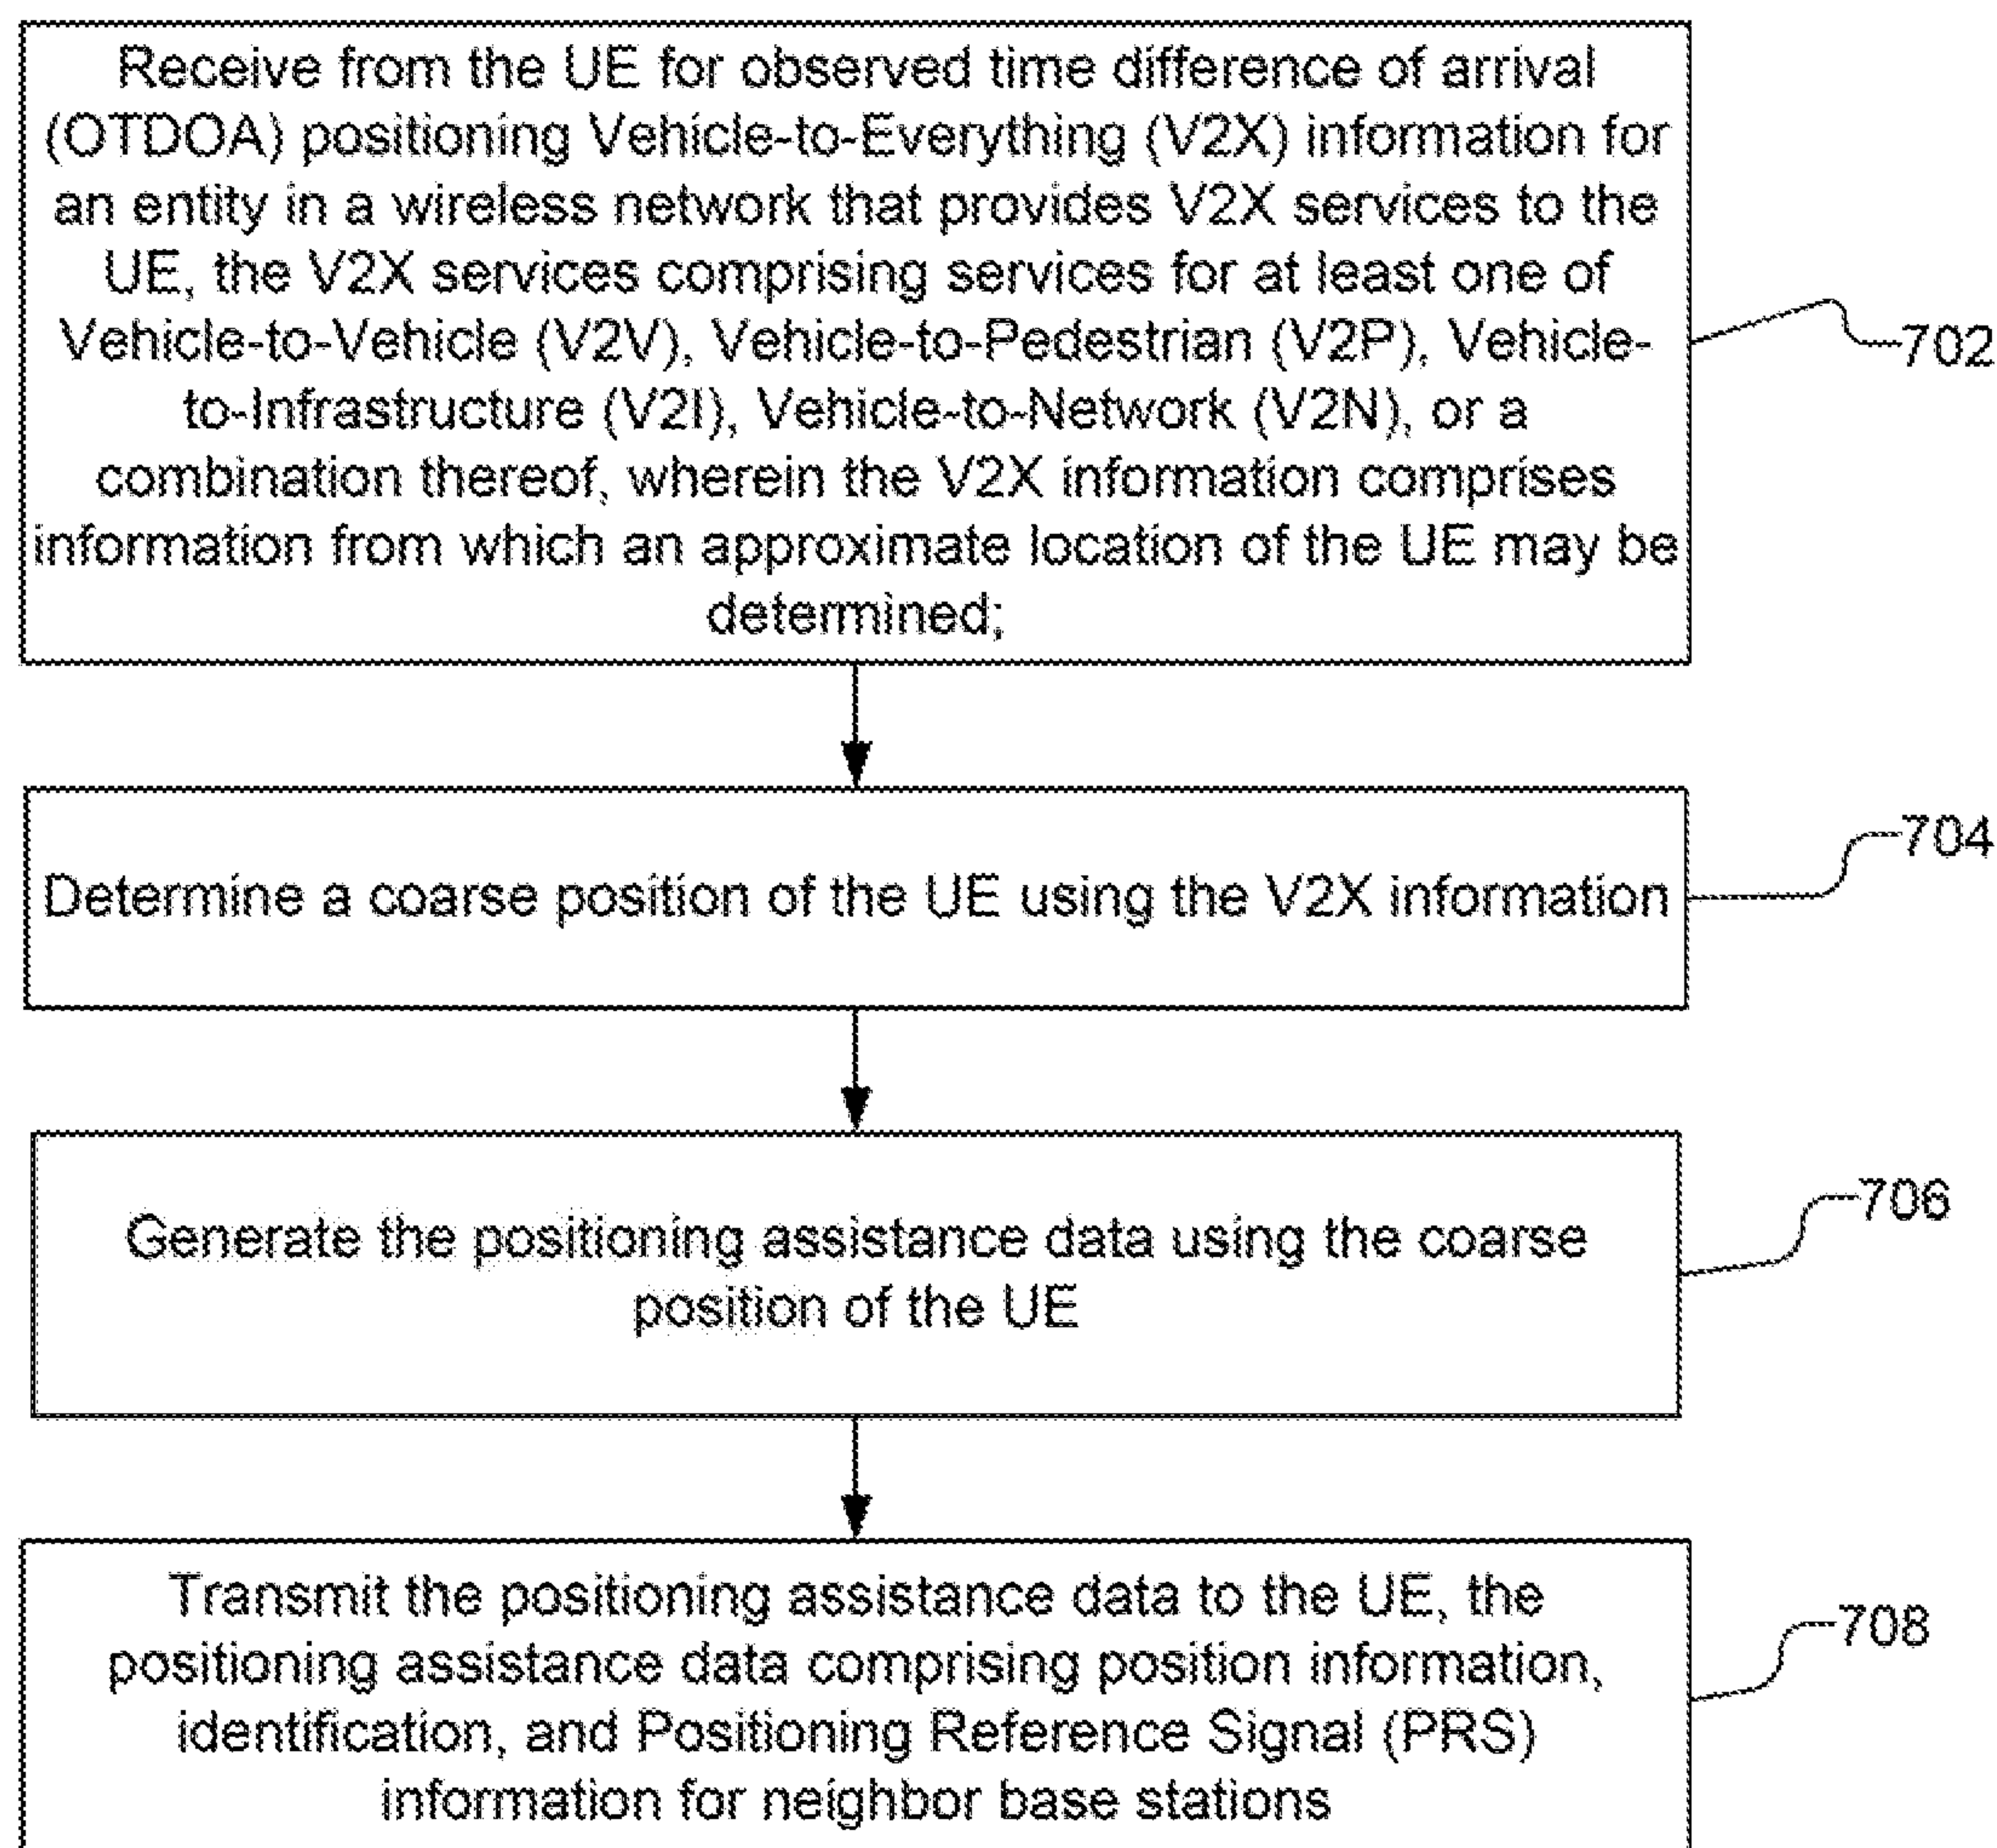 Receive from the UE for observed time difference of arrival
(OTDOA) positioning Vehicle-to-Everything (V2X) information for
an entity in a wireless network that provides V2X services to the
UE, the V2X services comprising services for at least one of
Vehicle-to-Vehicle (V2V), Vehicle-to-Pedestrian (V2P), Vehicle-
to-Infrastructure (V2I), Vehicle-to-Network (V2N), or a
combination thereof, wherein the V2X information comprises
information from which an approximate location of the UE may be
determined;
702
Determine a coarse position of the UE using the V2X information
704
Generate the positioning assistance data using the coarse
position of the UE
706
Transmit the positioning assistance data to the UE, the
positioning assistance data comprising position information,
identification, and Positioning Reference Signal (PRS)
information for neighbor base stations
708